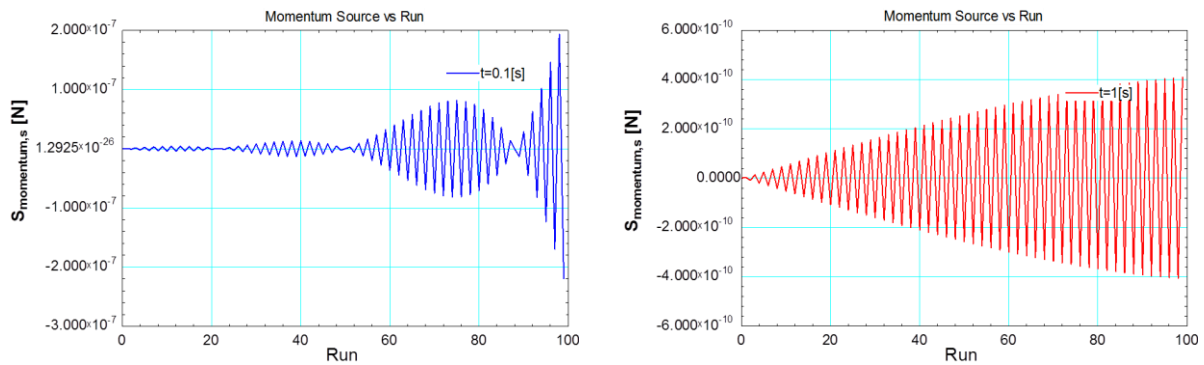 Momentum Source vs Run
2.000×10^-7
1.000×10^-7
1.2925×10^-26
-1.000×10^-7
-2.000×10^-7
-3.000×10^-7
S_momentum,s [N]
t=0.1[s]
0 20 40 60 80 100
Run
Momentum Source vs Run
6.000×10^-10
4.000×10^-10
2.000×10^-10
0.0000
-2.000×10^-10
-4.000×10^-10
-6.000×10^-10
S_momentum,s [N]
t=1[s]
0 20 40 60 80 100
Run